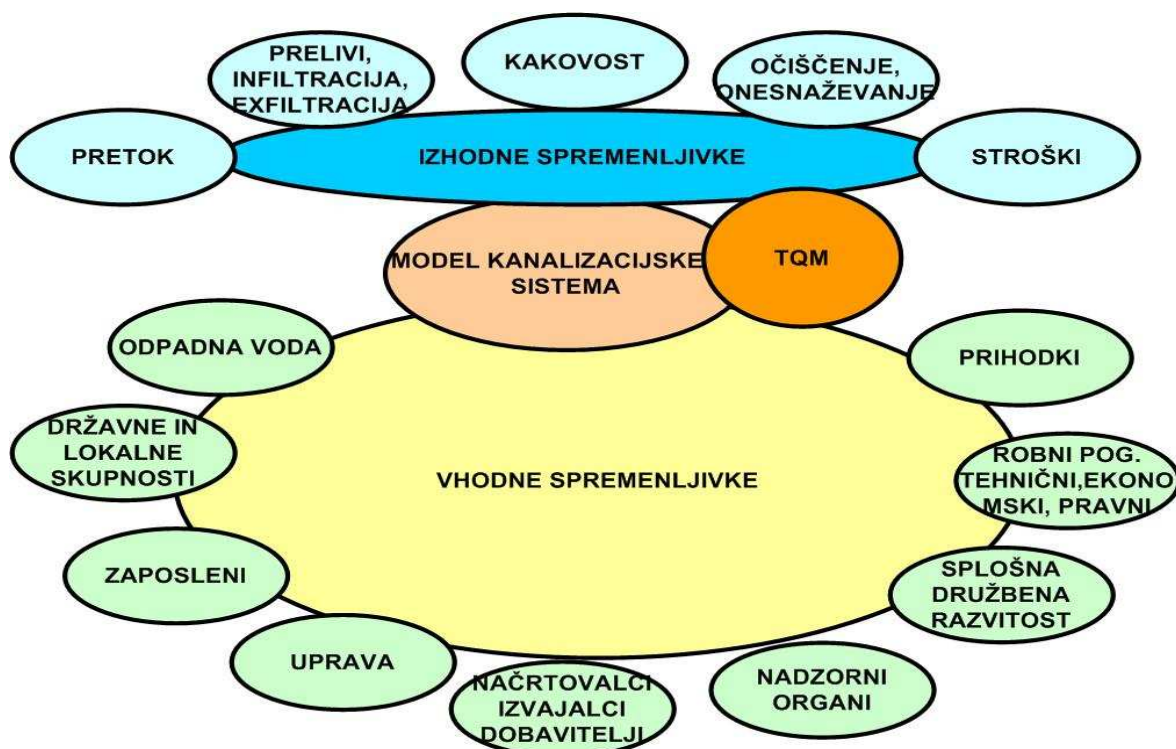 PRELIVI,
INFILTRACIJA,
EXFILTRACIJA
KAKOVOST
OČIŠČENJE,
ONESNAŽEVANJE
PRETOK
IZHODNE SPREMENLJIVKE
STROŠKI
MODEL KANALIZACIJSKE
SISTEMA
TQM
ODPADNA VODA
PRIHODKI
DRŽAVNE IN
LOKALNE
SKUPNOSTI
VHODNE SPREMENLJIVKE
ROBNI POG.
TEHNIČNI,EKONO
MSKI, PRAVNI
ZAPOSLENI
SPLOŠNA
DRUŽBENA
RAZVITOST
UPRAVA
NAČRTOVALCI
IZVAJALCI
DOBAVITELJI
NADZORNI
ORGANI